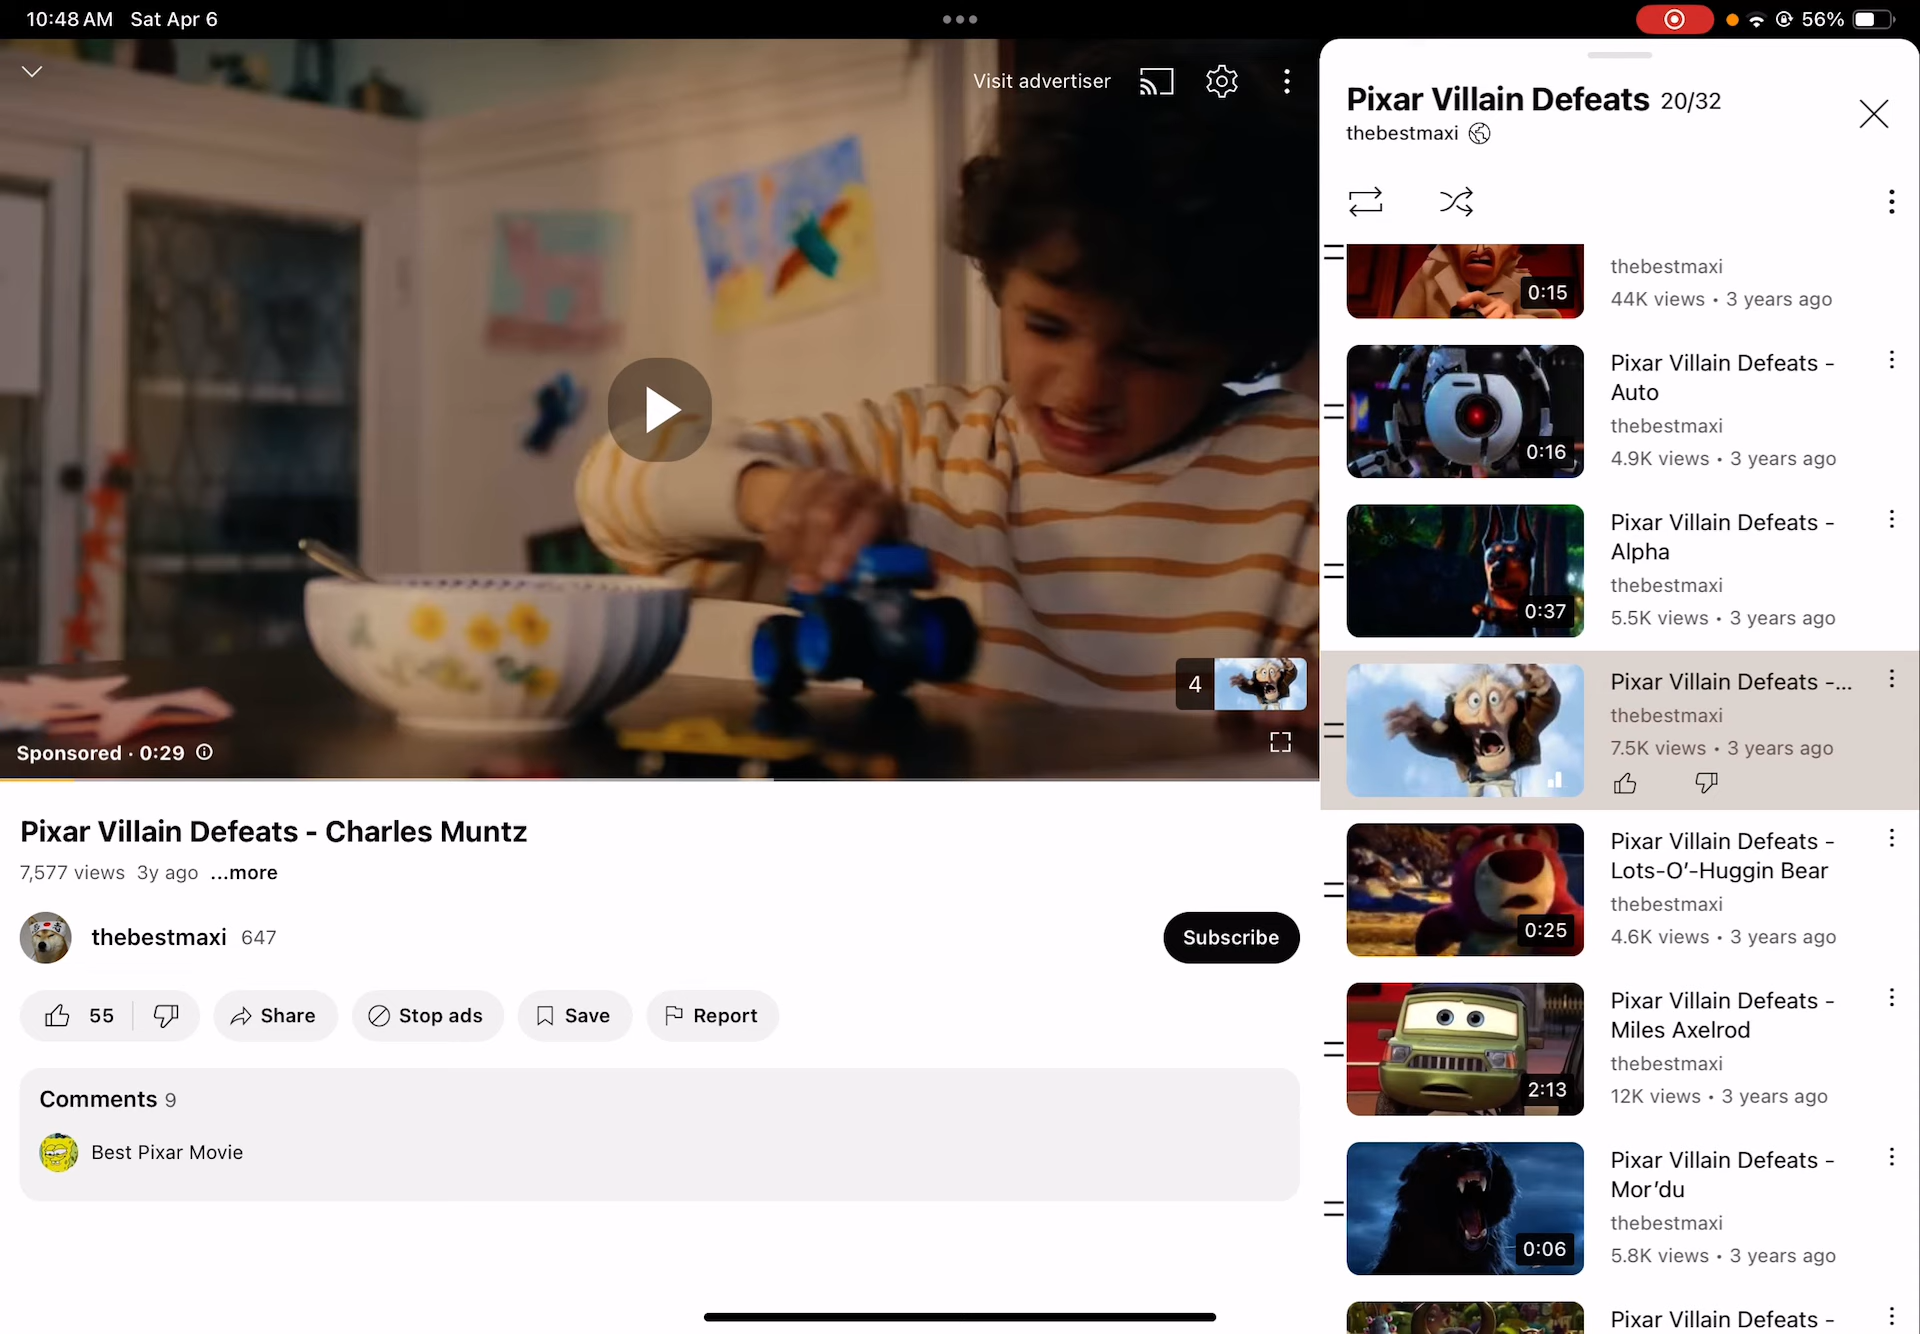 10:48 AM Sat Apr 6
56%
Visit advertiser
4
Sponsored · 0:29
Pixar Villain Defeats - Charles Muntz
7,577 views 3y ago ...more
thebestmaxi 647
Subscribe
55
Share
Stop ads
Save
Report
Comments 9
Best Pixar Movie
Pixar Villain Defeats 20/32
thebestmaxi
0:15
thebestmaxi
44K views • 3 years ago
0:16
Pixar Villain Defeats -
Auto
thebestmaxi
4.9K views • 3 years ago
0:37
Pixar Villain Defeats -
Alpha
thebestmaxi
5.5K views • 3 years ago
Pixar Villain Defeats -...
thebestmaxi
7.5K views • 3 years ago
0:25
Pixar Villain Defeats -
Lots-O'-Huggin Bear
thebestmaxi
4.6K views • 3 years ago
2:13
Pixar Villain Defeats -
Miles Axelrod
thebestmaxi
12K views • 3 years ago
0:06
Pixar Villain Defeats -
Mor'du
thebestmaxi
5.8K views • 3 years ago
Pixar Villain Defeats -